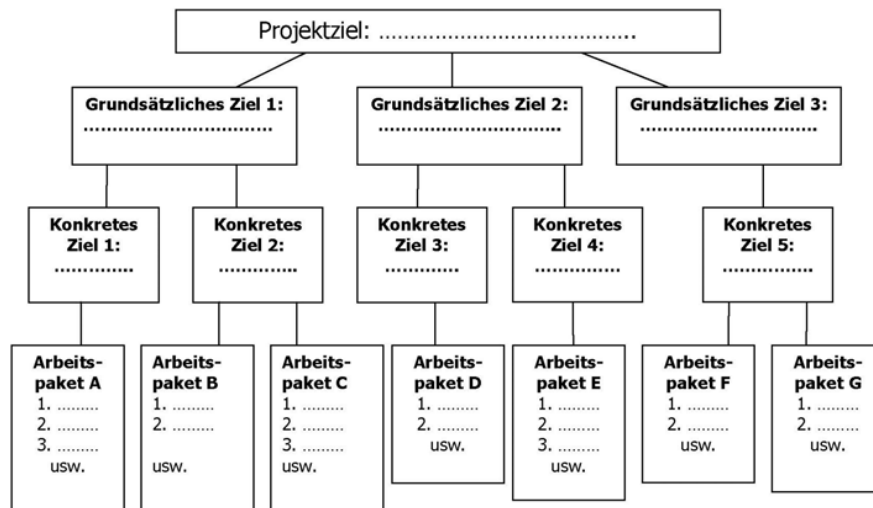 Projektziel: ………………………………………..
Grundsätzliches Ziel 1:
……………………………
Grundsätzliches Ziel 2:
…………………………..
Grundsätzliches Ziel 3:
………………………….
Konkretes
Ziel 1:
…………..
Konkretes
Ziel 2:
…………..
Konkretes
Ziel 3:
………….
Konkretes
Ziel 4:
……………
Konkretes
Ziel 5:
…………….
Arbeits-
paket A
1. ………
2. ………
3. ………
usw.
Arbeits-
paket B
1. ………
2. ………
usw.
Arbeits-
paket C
1. ………
2. ………
3. ………
usw.
Arbeits-
paket D
1. ………
2. ………
usw.
Arbeits-
paket E
1. ………
2. ………
3. ………
usw.
Arbeits-
paket F
1. ………
2. ………
usw.
Arbeits-
paket G
1. ………
2. ………
usw.